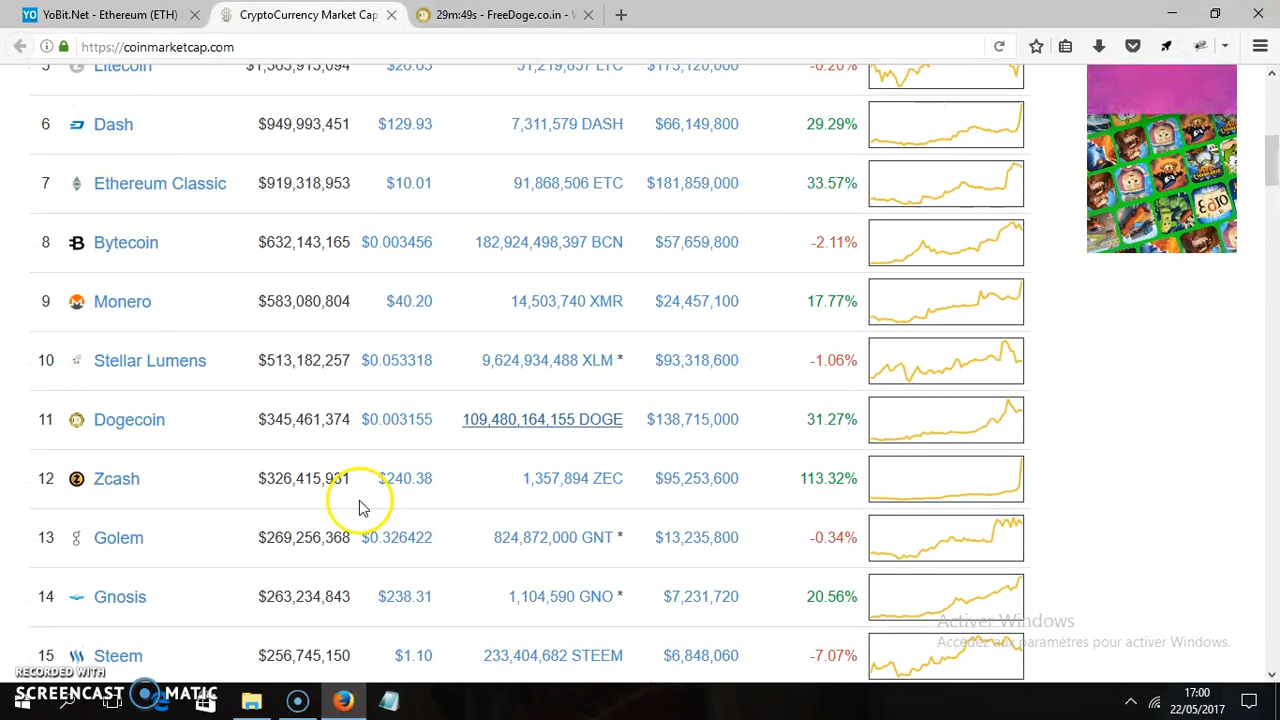 YoBit.Net - Ethereum (ETH)
CryptoCurrency Market Cap
29m:49s - FreeDoge.co.in -
https://coinmarketcap.com
5 Litecoin -0.26%
6 Dash $949,993,451 $129.93 7,311,579 DASH $66,149,800 29.29%
7 Ethereum Classic $919,318,953 $10.01 91,868,506 ETC $181,859,000 33.57%
8 Bytecoin $632,143,165 $0.003456 182,924,498,397 BCN $57,659,800 -2.11%
9 Monero $583,080,804 $40.20 14,503,740 XMR $24,457,100 17.77%
10 Stellar Lumens $513,182,257 $0.053318 9,624,934,488 XLM * $93,318,600 -1.06%
11 Dogecoin $345,461,374 $0.003155 109,480,164,155 DOGE $138,715,000 31.27%
12 Zcash $326,415,931 $240.38 1,357,894 ZEC $95,253,600 113.32%
13 Golem $269,256,368 $0.326422 824,872,000 GNT * $13,235,800 -0.34%
14 Gnosis $263,234,843 $238.31 1,104,590 GNO * $7,231,720 20.56%
15 Steem $256,745,150 $1.10 233,404,682 STEEM $6,848,060 -7.07%
Activer Windows
Accédez aux paramètres pour activer Windows.
RECORDED WITH
SCREENCAST MATIC
17:00
22/05/2017